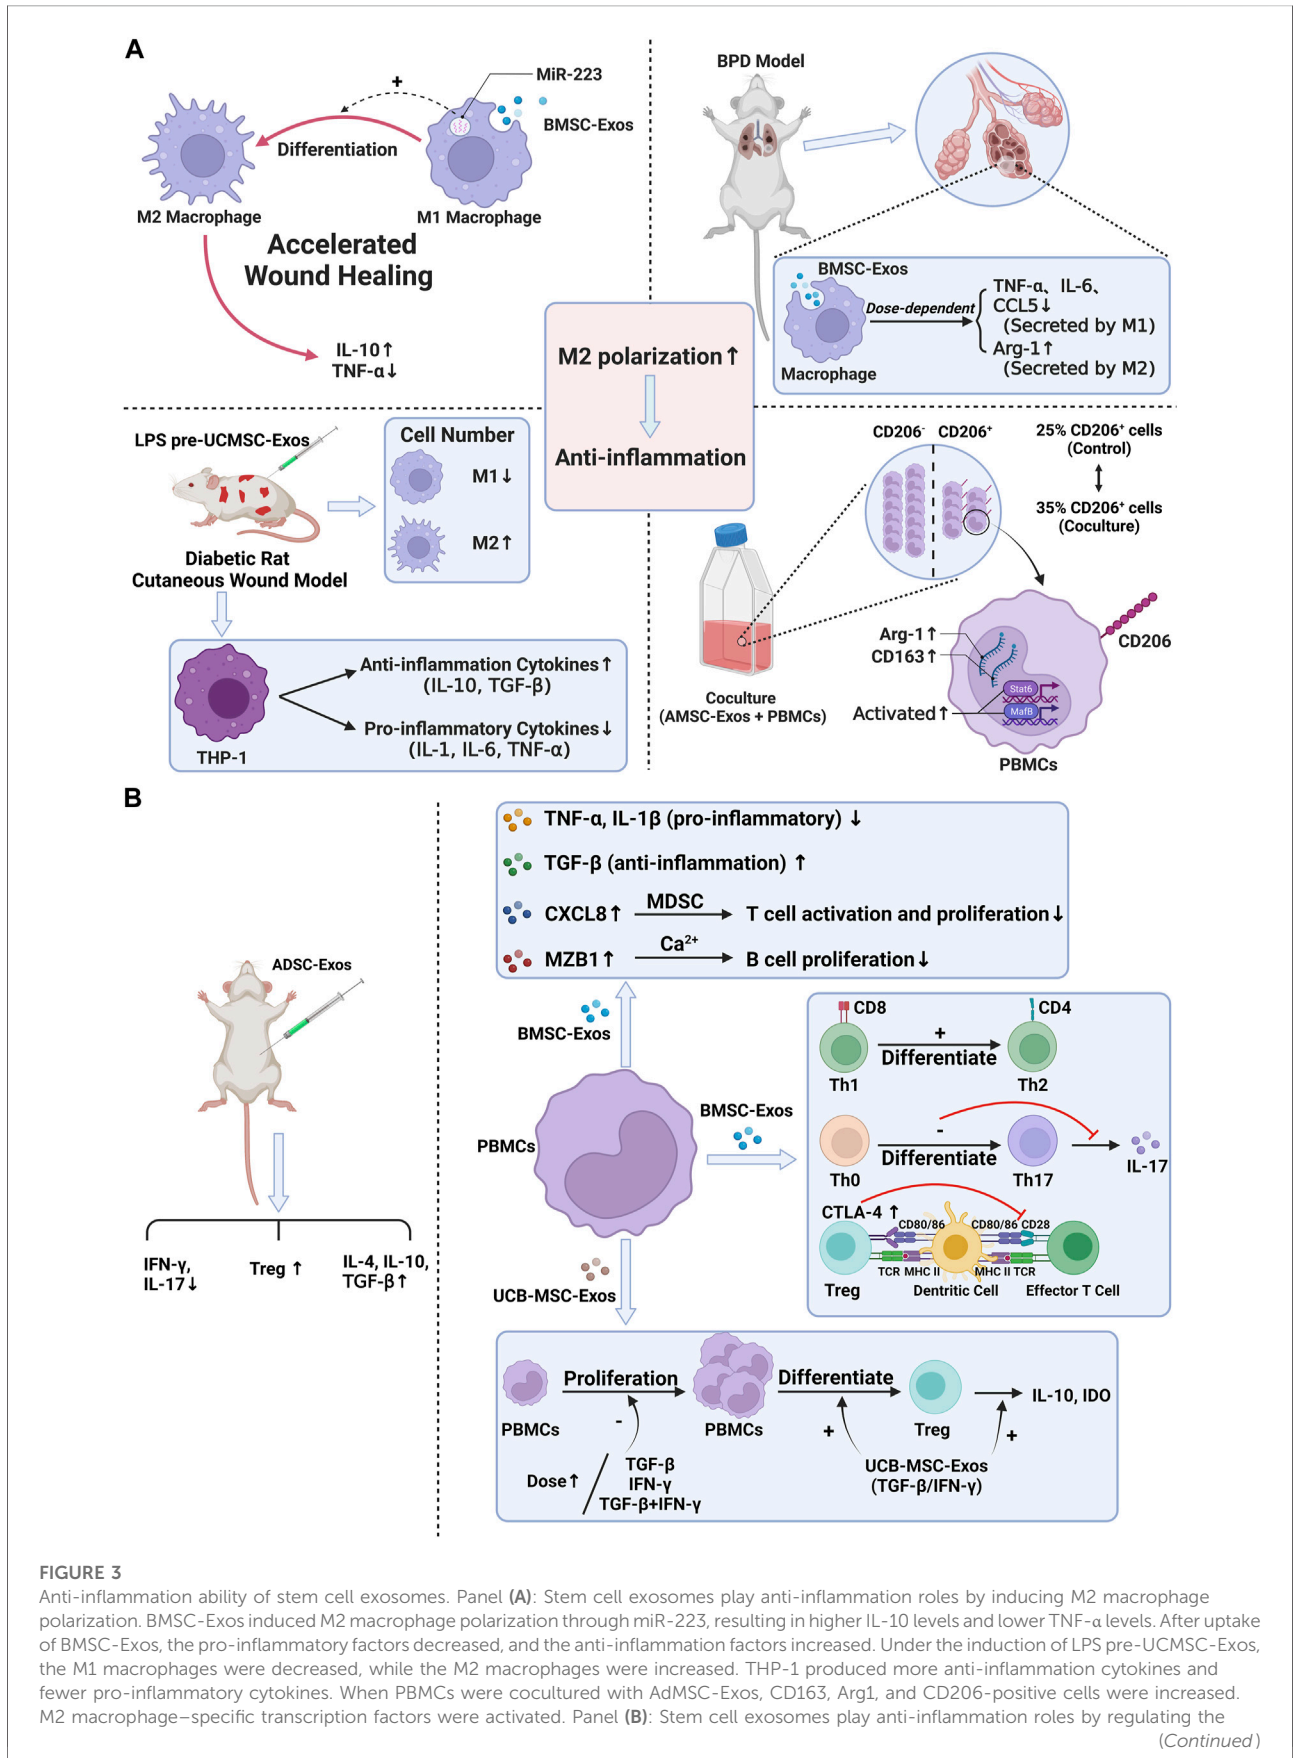 A
MiR-223
+
BMSC-Exos
Differentiation
M2 Macrophage
M1 Macrophage
Accelerated
Wound Healing
IL-10↑
TNF-α↓
BPD Model
BMSC-Exos
Dose-dependent
Macrophage
TNF-α、IL-6、
CCL5↓
(Secreted by M1)
Arg-1↑
(Secreted by M2)
M2 polarization↑
Anti-inflammation
LPS pre-UCMSC-Exos
Diabetic Rat
Cutaneous Wound Model
Cell Number
M1↓
M2↑
THP-1
Anti-inflammation Cytokines↑
(IL-10, TGF-β)
Pro-inflammatory Cytokines↓
(IL-1, IL-6, TNF-α)
CD206⁻ CD206⁺
25% CD206⁺ cells
(Control)
35% CD206⁺ cells
(Coculture)
Coculture
(AMSC-Exos + PBMCs)
Arg-1↑
CD163↑
CD206
Stat6
MafB
Activated↑
PBMCs
B
ADSC-Exos
IFN-γ,
IL-17↓
Treg ↑
IL-4, IL-10,
TGF-β↑
TNF-α, IL-1β (pro-inflammatory) ↓
TGF-β (anti-inflammation) ↑
CXCL8↑ MDSC T cell activation and proliferation↓
MZB1↑ Ca²⁺ B cell proliferation↓
BMSC-Exos
PBMCs
BMSC-Exos
UCB-MSC-Exos
CD8
CD4
+
Differentiate
Th1
Th2
-
Differentiate
Th0
Th17
IL-17
CTLA-4 ↑
CD80/86
CD80/86 CD28
TCR MHC II
MHC II TCR
Treg
Dentritic Cell
Effector T Cell
Proliferation
Differentiate
PBMCs
PBMCs
Treg
IL-10, IDO
-
+
+
Dose↑
TGF-β
IFN-γ
TGF-β+IFN-γ
UCB-MSC-Exos
(TGF-β/IFN-γ)
FIGURE 3
Anti-inflammation ability of stem cell exosomes. Panel (A): Stem cell exosomes play anti-inflammation roles by inducing M2 macrophage
polarization. BMSC-Exos induced M2 macrophage polarization through miR-223, resulting in higher IL-10 levels and lower TNF-α levels. After uptake
of BMSC-Exos, the pro-inflammatory factors decreased, and the anti-inflammation factors increased. Under the induction of LPS pre-UCMSC-Exos,
the M1 macrophages were decreased, while the M2 macrophages were increased. THP-1 produced more anti-inflammation cytokines and
fewer pro-inflammatory cytokines. When PBMCs were cocultured with AdMSC-Exos, CD163, Arg1, and CD206-positive cells were increased.
M2 macrophage–specific transcription factors were activated. Panel (B): Stem cell exosomes play anti-inflammation roles by regulating the
(Continued)